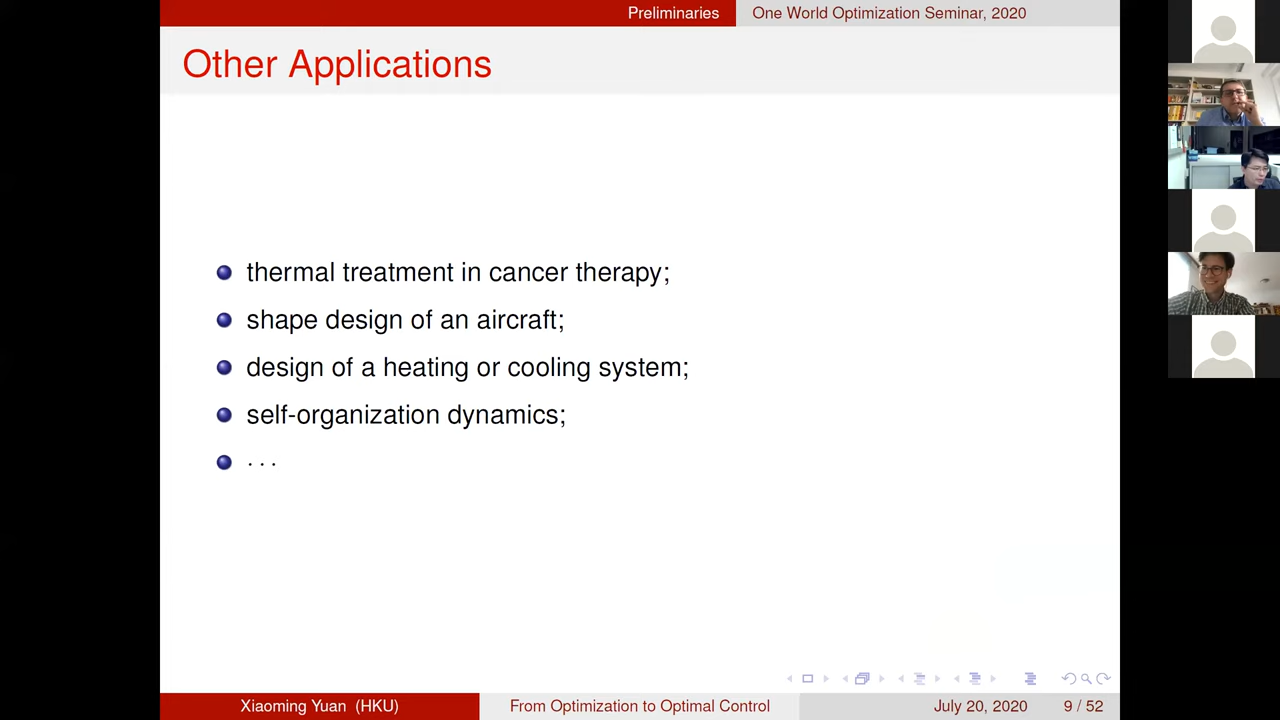 Preliminaries One World Optimization Seminar, 2020
Other Applications
thermal treatment in cancer therapy;
shape design of an aircraft;
design of a heating or cooling system;
self-organization dynamics;
· · ·
Xiaoming Yuan (HKU) From Optimization to Optimal Control July 20, 2020 9 / 52